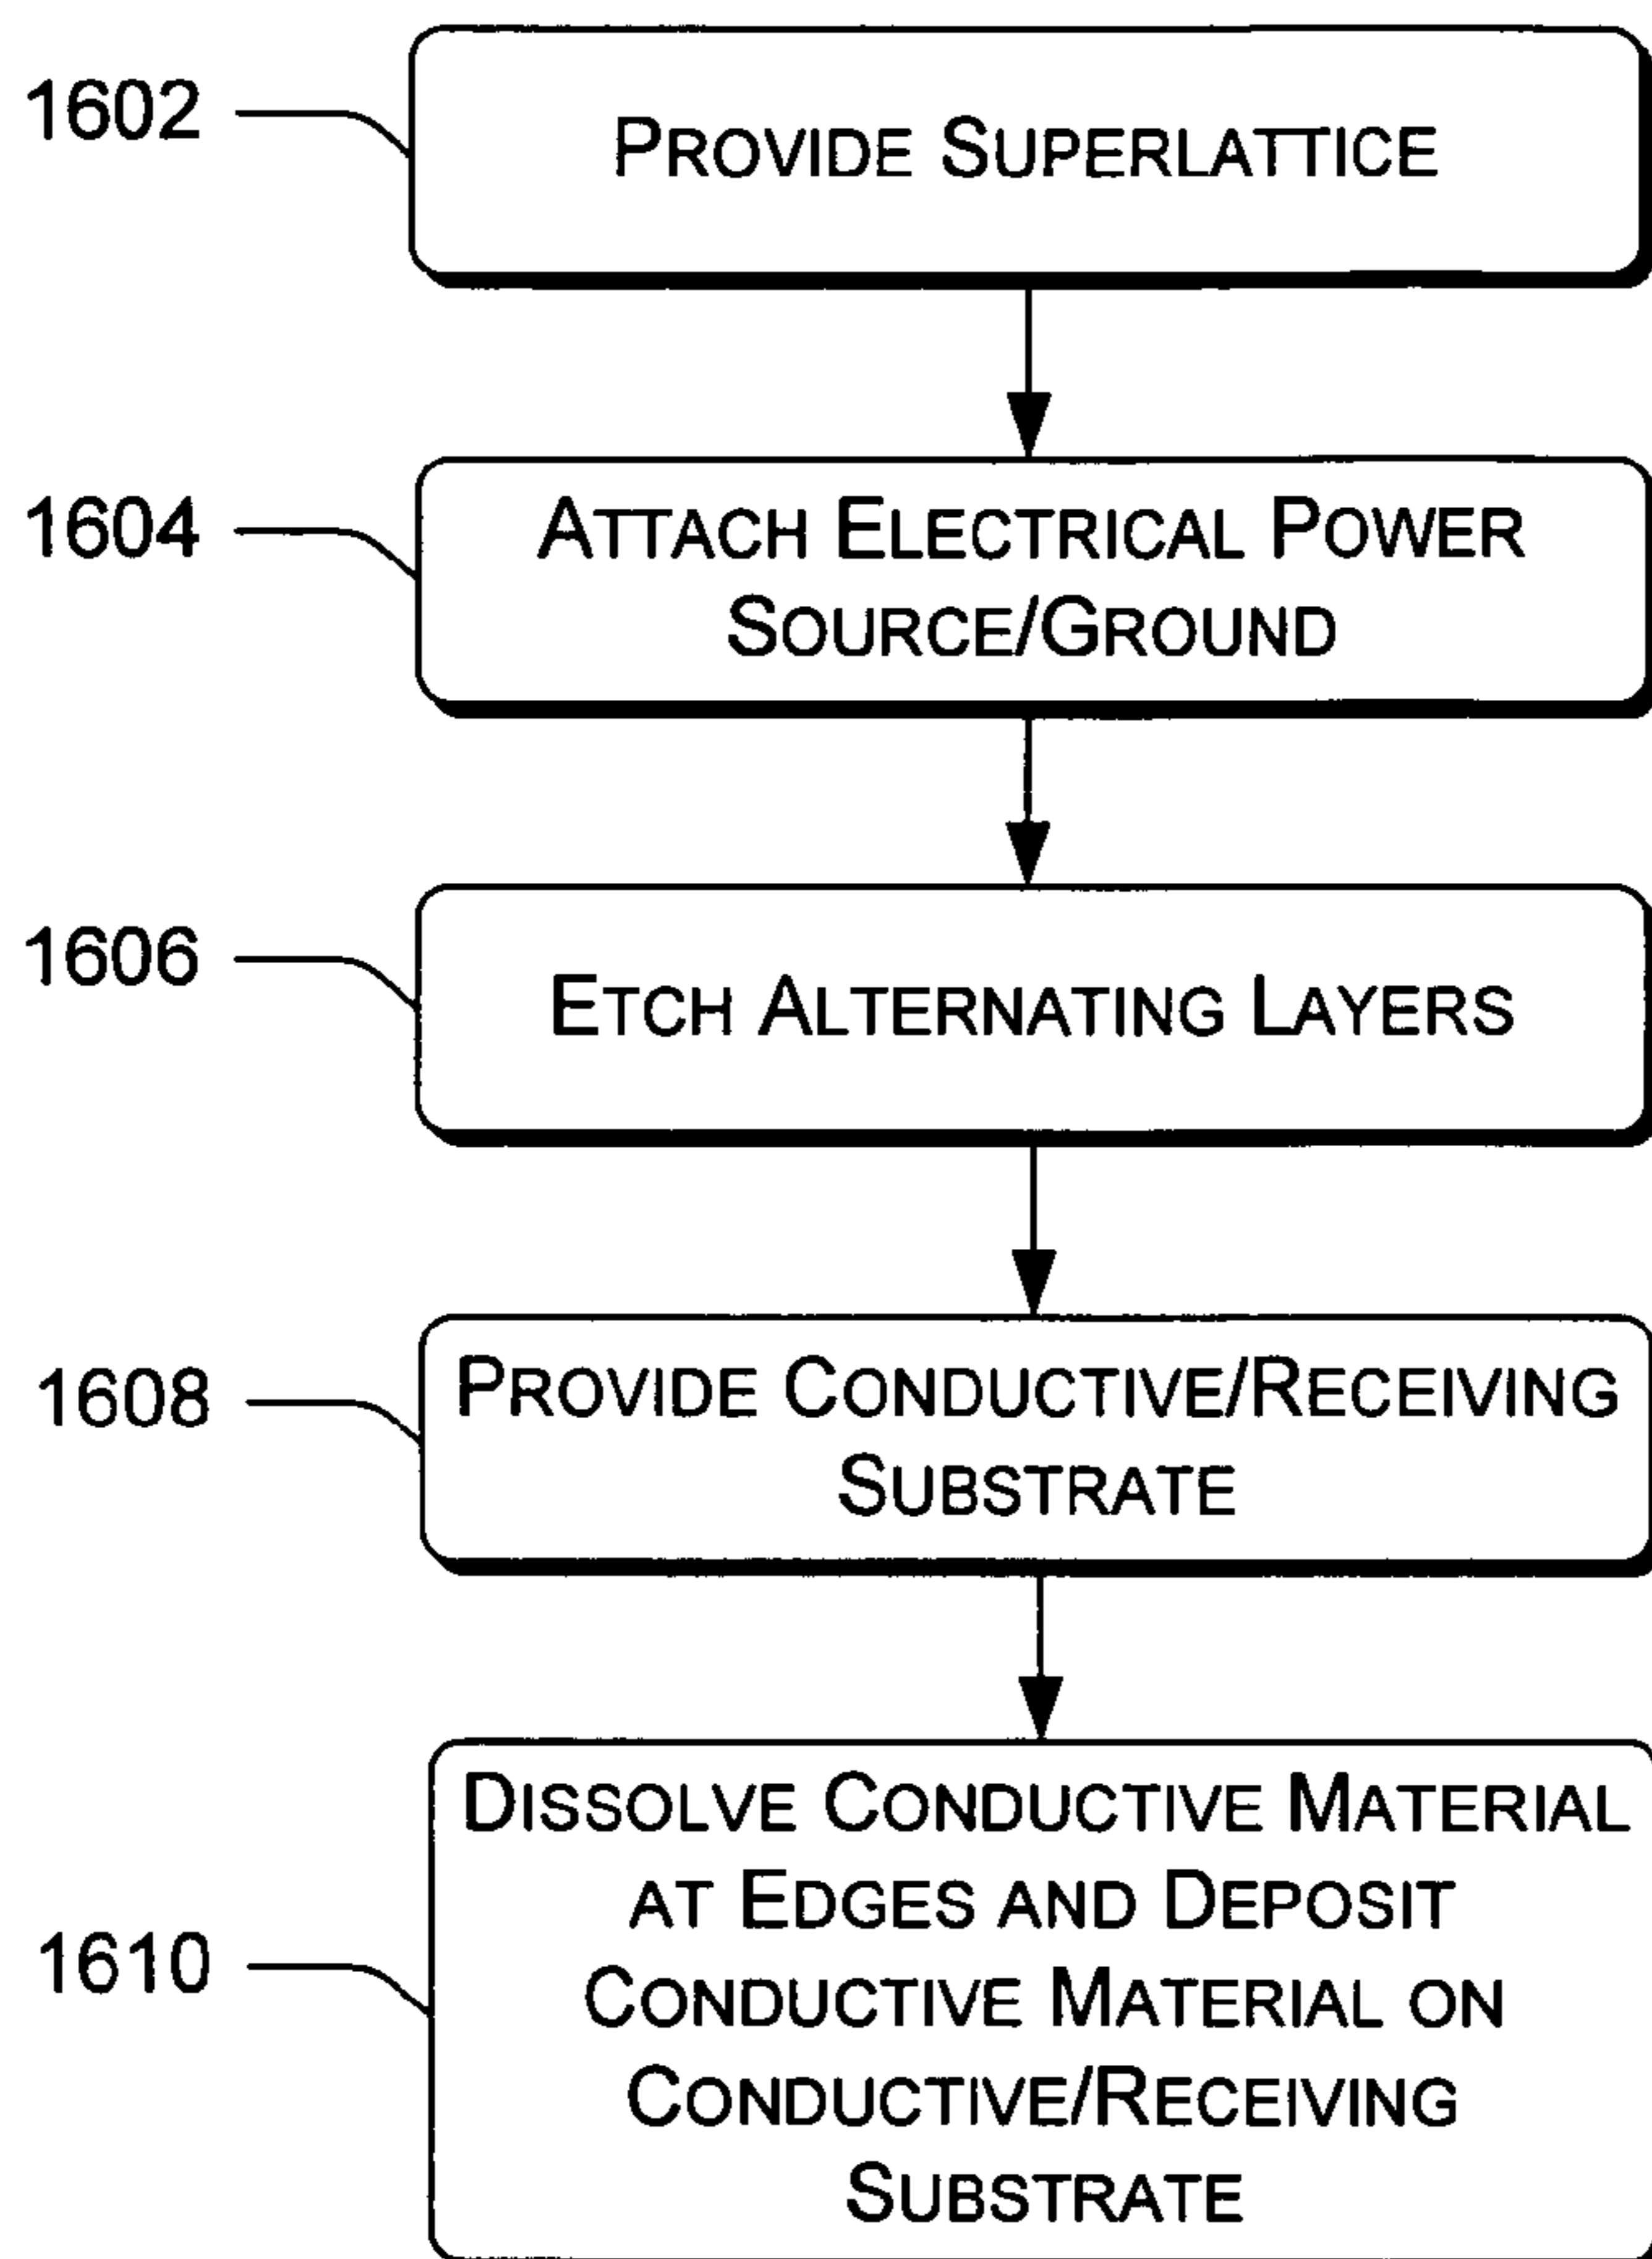 1602
PROVIDE SUPERLATTICE
1604
ATTACH ELECTRICAL POWER
SOURCE/GROUND
1606
ETCH ALTERNATING LAYERS
1608
PROVIDE CONDUCTIVE/RECEIVING
SUBSTRATE
1610
DISSOLVE CONDUCTIVE MATERIAL
AT EDGES AND DEPOSIT
CONDUCTIVE MATERIAL ON
CONDUCTIVE/RECEIVING
SUBSTRATE